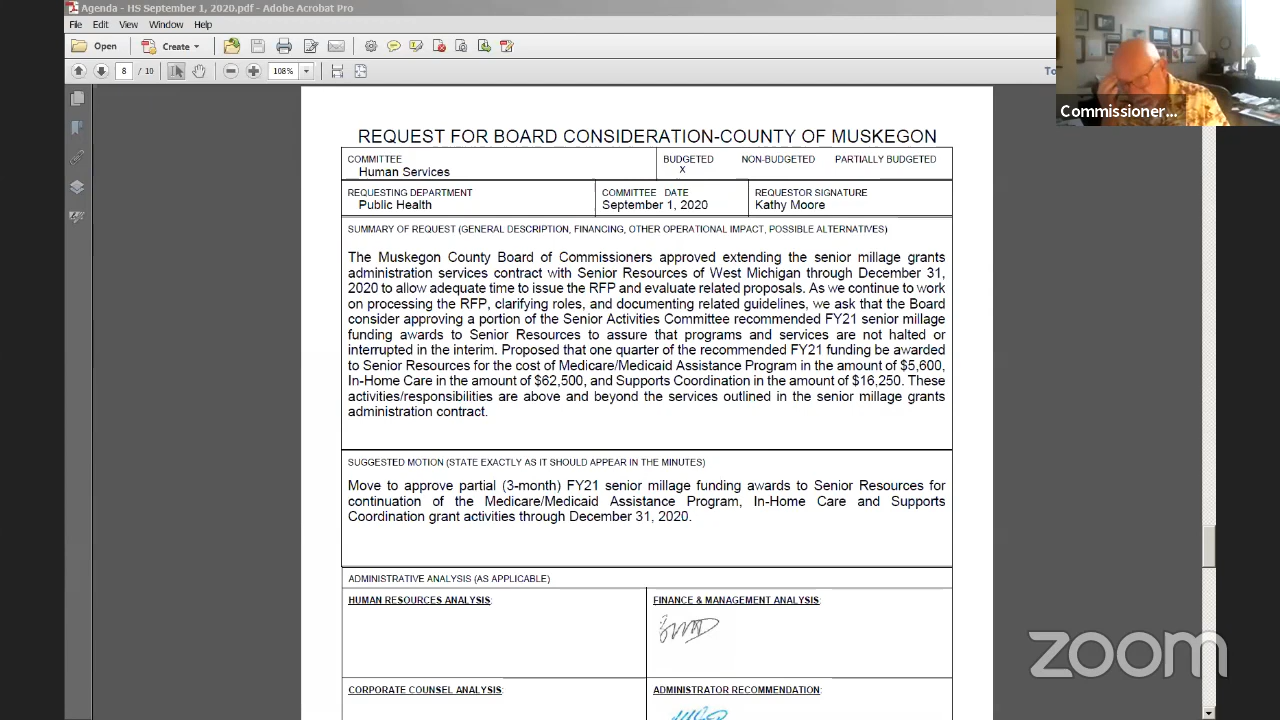 Agenda - HS September 1, 2020.pdf - Adobe Acrobat Pro
File Edit View Window Help
Open Create
8 / 10 108% To
Commissioner...
REQUEST FOR BOARD CONSIDERATION-COUNTY OF MUSKEGON
COMMITTEE BUDGETED NON-BUDGETED PARTIALLY BUDGETED
Human Services X
REQUESTING DEPARTMENT COMMITTEE DATE REQUESTOR SIGNATURE
Public Health September 1, 2020 Kathy Moore
SUMMARY OF REQUEST (GENERAL DESCRIPTION, FINANCING, OTHER OPERATIONAL IMPACT, POSSIBLE ALTERNATIVES)
The Muskegon County Board of Commissioners approved extending the senior millage grants
administration services contract with Senior Resources of West Michigan through December 31,
2020 to allow adequate time to issue the RFP and evaluate related proposals. As we continue to work
on processing the RFP, clarifying roles, and documenting related guidelines, we ask that the Board
consider approving a portion of the Senior Activities Committee recommended FY21 senior millage
funding awards to Senior Resources to assure that programs and services are not halted or
interrupted in the interim. Proposed that one quarter of the recommended FY21 funding be awarded
to Senior Resources for the cost of Medicare/Medicaid Assistance Program in the amount of $5,600,
In-Home Care in the amount of $62,500, and Supports Coordination in the amount of $16,250. These
activities/responsibilities are above and beyond the services outlined in the senior millage grants
administration contract.
SUGGESTED MOTION (STATE EXACTLY AS IT SHOULD APPEAR IN THE MINUTES)
Move to approve partial (3-month) FY21 senior millage funding awards to Senior Resources for
continuation of the Medicare/Medicaid Assistance Program, In-Home Care and Supports
Coordination grant activities through December 31, 2020.
ADMINISTRATIVE ANALYSIS (AS APPLICABLE)
HUMAN RESOURCES ANALYSIS: FINANCE & MANAGEMENT ANALYSIS:
CORPORATE COUNSEL ANALYSIS: ADMINISTRATOR RECOMMENDATION:
zoom